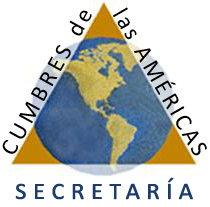 CUMBRES de las AMÉRICAS
SECRETARÍA